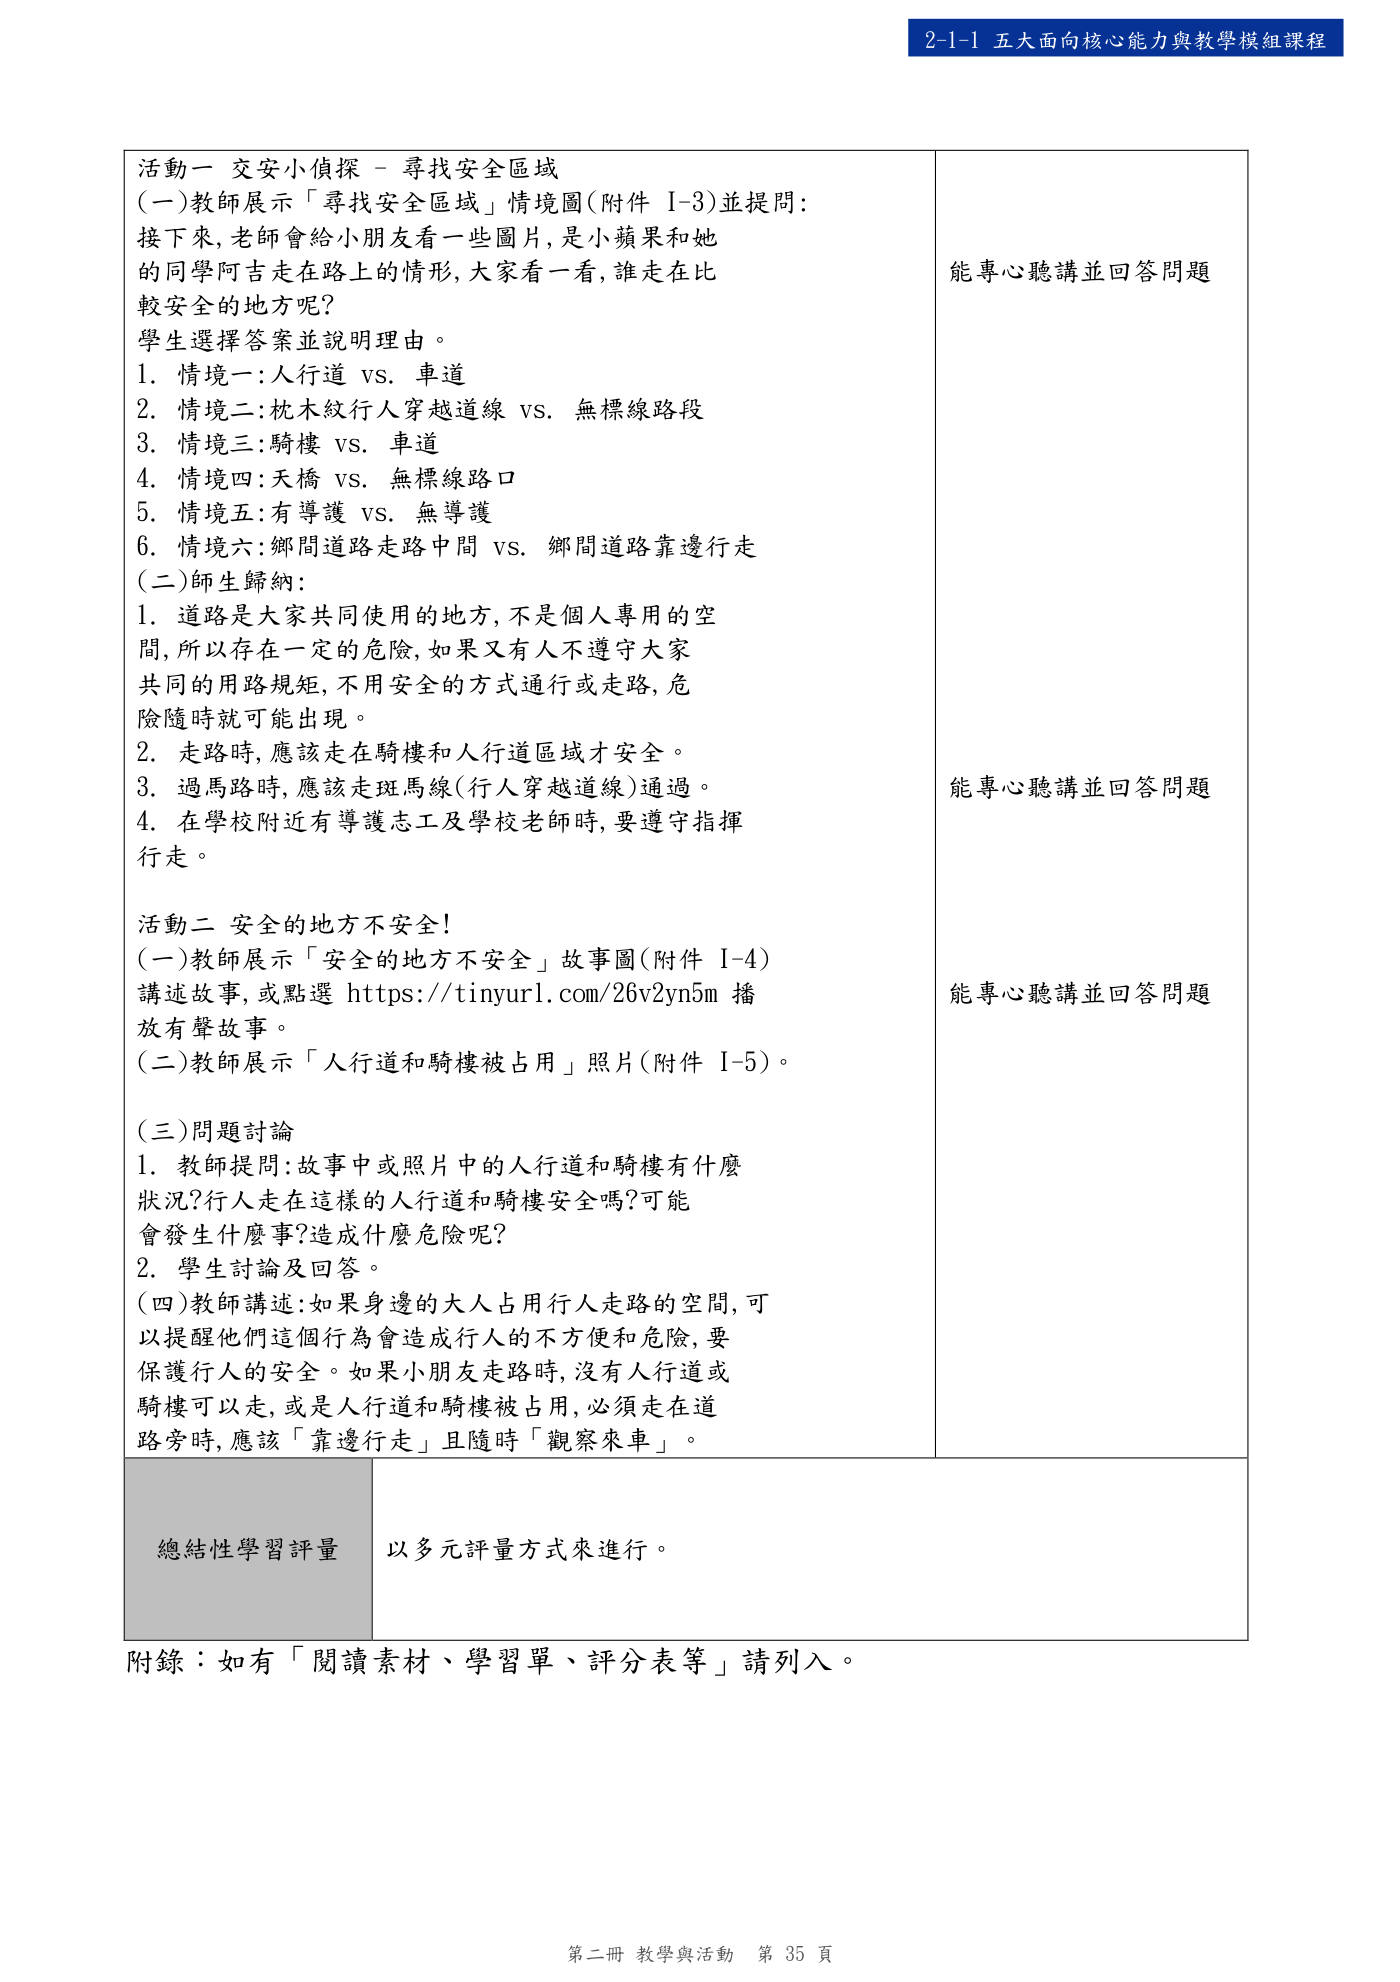 2-1-1 五大面向核心能力與教學模組課程
活動一 交安小偵探 - 尋找安全區域
(一)教師展示「尋找安全區域」情境圖(附件 I-3)並提問:
接下來,老師會給小朋友看一些圖片,是小蘋果和她
的同學阿吉走在路上的情形,大家看一看,誰走在比
較安全的地方呢?
學生選擇答案並說明理由。
1. 情境一:人行道 vs. 車道
2. 情境二:枕木紋行人穿越道線 vs. 無標線路段
3. 情境三:騎樓 vs. 車道
4. 情境四:天橋 vs. 無標線路口
5. 情境五:有導護 vs. 無導護
6. 情境六:鄉間道路走路中間 vs. 鄉間道路靠邊行走
(二)師生歸納:
1. 道路是大家共同使用的地方,不是個人專用的空
間,所以存在一定的危險,如果又有人不遵守大家
共同的用路規矩,不用安全的方式通行或走路,危
險隨時就可能出現。
2. 走路時,應該走在騎樓和人行道區域才安全。
3. 過馬路時,應該走斑馬線(行人穿越道線)通過。
4. 在學校附近有導護志工及學校老師時,要遵守指揮
行走。
活動二 安全的地方不安全!
(一)教師展示「安全的地方不安全」故事圖(附件 I-4)
講述故事,或點選 https://tinyurl.com/26v2yn5m 播
放有聲故事。
(二)教師展示「人行道和騎樓被占用」照片(附件 I-5)。
(三)問題討論
1. 教師提問:故事中或照片中的人行道和騎樓有什麼
狀況?行人走在這樣的人行道和騎樓安全嗎?可能
會發生什麼事?造成什麼危險呢?
2. 學生討論及回答。
(四)教師講述:如果身邊的大人占用行人走路的空間,可
以提醒他們這個行為會造成行人的不方便和危險,要
保護行人的安全。如果小朋友走路時,沒有人行道或
騎樓可以走,或是人行道和騎樓被占用,必須走在道
路旁時,應該「靠邊行走」且隨時「觀察來車」。
能專心聽講並回答問題
能專心聽講並回答問題
能專心聽講並回答問題
總結性學習評量
以多元評量方式來進行。
附錄：如有「閱讀素材、學習單、評分表等」請列入。
第二冊 教學與活動 第 35 頁